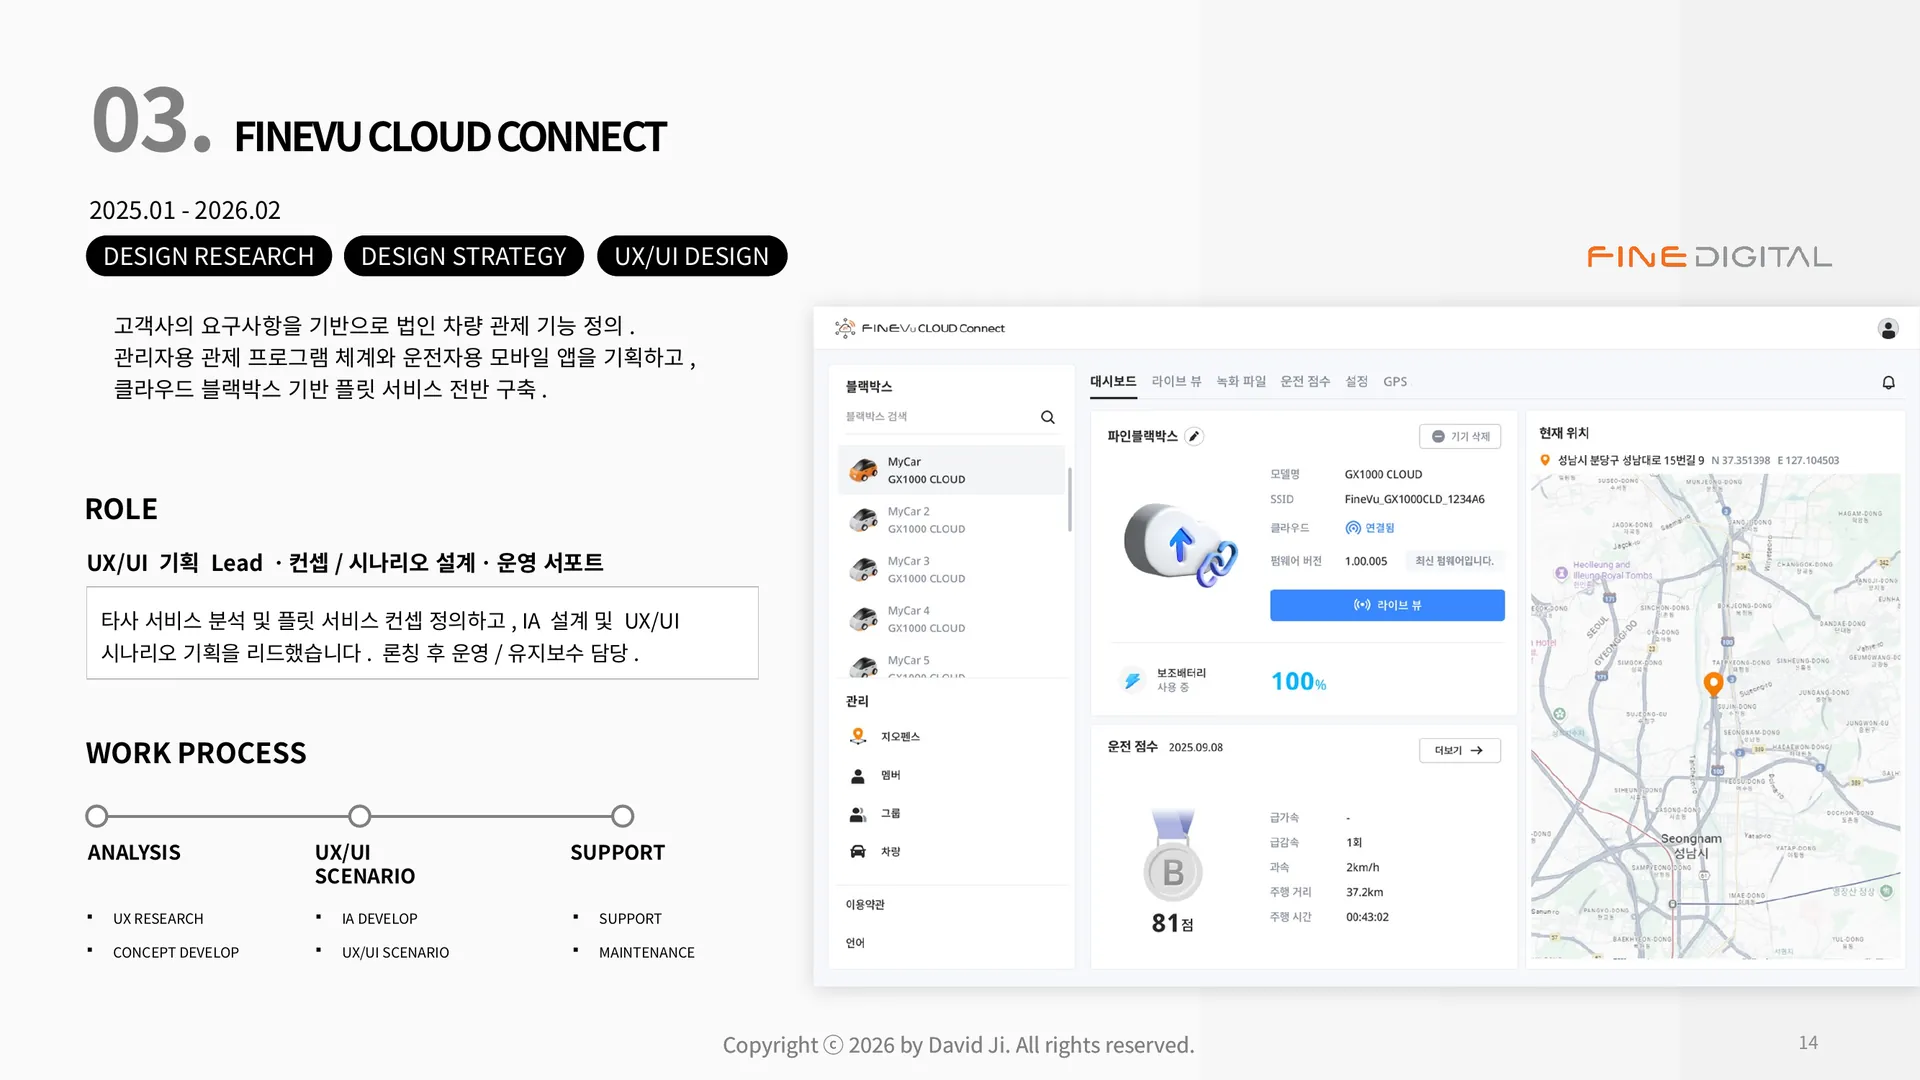 03. FINEVU CLOUD CONNECT
2025.01 - 2026.02
DESIGN RESEARCH
DESIGN STRATEGY
UX/UI DESIGN
고객사의 요구사항을 기반으로 법인 차량 관제 기능 정의 .
관리자용 관제 프로그램 체계와 운전자용 모바일 앱을 기획하고 ,
클라우드 블랙박스 기반 플릿 서비스 전반 구축 .
ROLE
UX/UI 기획 Lead · 컨셉 / 시나리오 설계 · 운영 서포트
타사 서비스 분석 및 플릿 서비스 컨셉 정의하고 , IA 설계 및 UX/UI
시나리오 기획을 리드했습니다 . 론칭 후 운영 / 유지보수 담당 .
WORK PROCESS
ANALYSIS
▪ UX RESEARCH
▪ CONCEPT DEVELOP
UX/UI
SCENARIO
▪ IA DEVELOP
▪ UX/UI SCENARIO
SUPPORT
▪ SUPPORT
▪ MAINTENANCE
FINE DIGITAL
FINEVu CLOUD Connect
블랙박스
블랙박스 검색
MyCar
GX1000 CLOUD
MyCar 2
GX1000 CLOUD
MyCar 3
GX1000 CLOUD
MyCar 4
GX1000 CLOUD
MyCar 5
관리
지오펜스
멤버
그룹
차량
이용약관
언어
대시보드 라이브 뷰 녹화 파일 운전 점수 설정 GPS
파인블랙박스
기기 삭제
모델명 GX1000 CLOUD
SSID FineVu_GX1000CLD_1234A6
클라우드 연결됨
펌웨어 버전 1.00.005 최신 펌웨어입니다.
라이브 뷰
보조배터리
사용 중
100%
운전 점수 2025.09.08
더보기
B
81점
급가속 -
급감속 1회
과속 2km/h
주행 거리 37.2km
주행 시간 00:43:02
현재 위치
성남시 분당구 성남대로 15번길 9 N 37.351398 E 127.104503
Heolleung and
Illeung Royal Tombs
SEOUL
GYEONGGI-DO
Seongnam
성남시
Copyright ⓒ 2026 by David Ji. All rights reserved.
14